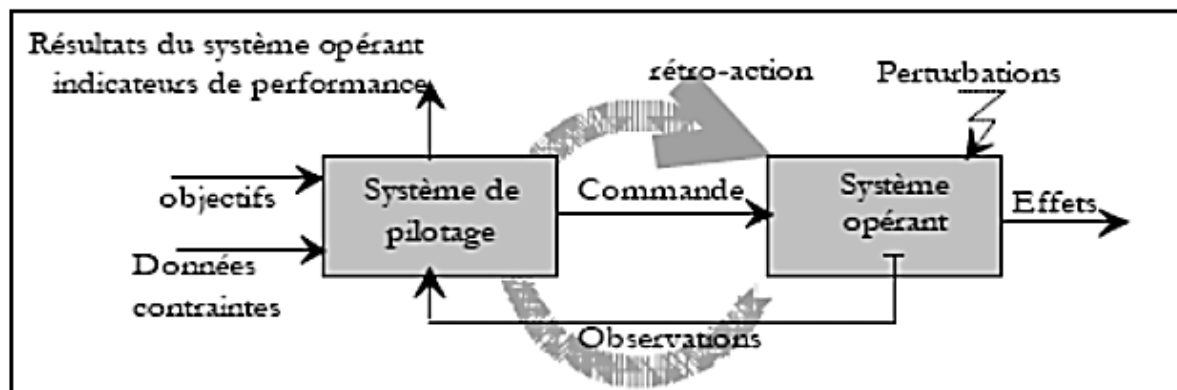 Résultats du système opérant
indicateurs de performance
rétro-action
Perturbations
objectifs
Données
contraintes
Système de
pilotage
Commande
Système
opérant
Effets
Observations